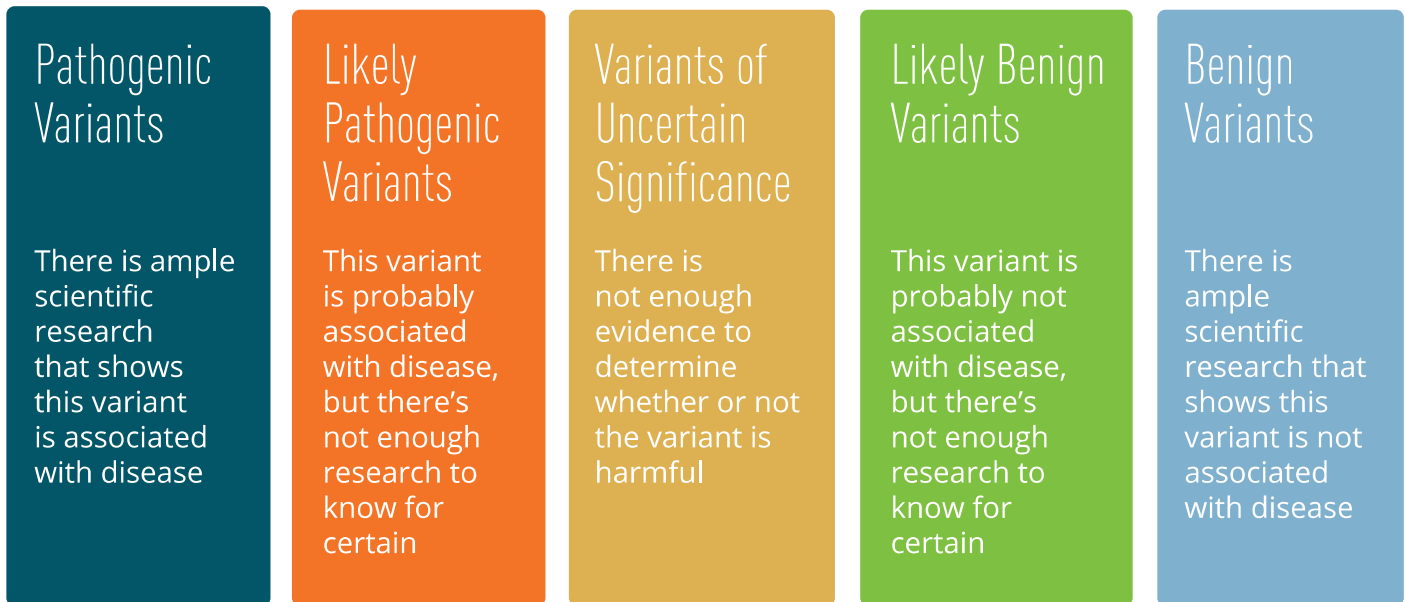 Pathogenic
Variants
There is ample
scientific
research
that shows
this variant
is associated
with disease
Likely
Pathogenic
Variants
This variant
is probably
associated
with disease,
but there’s
not enough
research to
know for
certain
Variants of
Uncertain
Significance
There is
not enough
evidence to
determine
whether or not
the variant is
harmful
Likely Benign
Variants
This variant is
probably not
associated
with disease,
but there’s
not enough
research to
know for
certain
Benign
Variants
There is
ample
scientific
research that
shows this
variant is not
associated
with disease